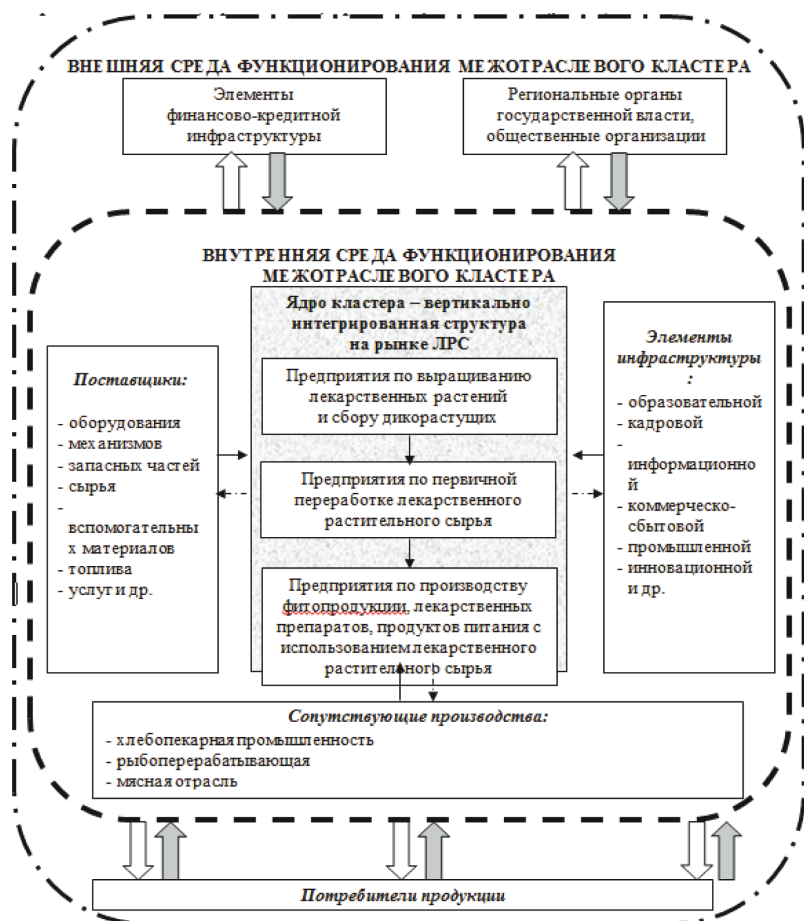 ВНЕШНЯЯ СРЕДА ФУНКЦИОНИРОВАНИЯ МЕЖОТРАСЛЕВОГО КЛАСТЕРА
Элементы
финансово-кредитной
инфраструктуры
Региональные органы
государственной власти,
общественные организации
ВНУТРЕННЯЯ СРЕДА ФУНКЦИОНИРОВАНИЯ
МЕЖОТРАСЛЕВОГО КЛАСТЕРА
Ядро кластера – вертикально
интегрированная структура
на рынке ЛРС
Предприятия по выращиванию
лекарственных растений
и сбору дикорастущих
Предприятия по первичной
переработке лекарственного
растительного сырья
Предприятия по производству
фитопродукции, лекарственных
препаратов, продуктов питания с
использованием лекарственного
растительного сырья
Поставщики:
- оборудования
- механизмов
- запасных частей
- сырья
-
вспомогательны
х материалов
- топлива
- услуг и др.
Элементы
инфраструктуры
:
- образовательной
- кадровой
-
информационно
й
- коммерческо-
сбытовой
- промышленной
- инновационной
и др.
Сопутствующие производства:
- хлебопекарная промышленность
- рыбоперерабатывающая
- мясная отрасль
Потребители продукции